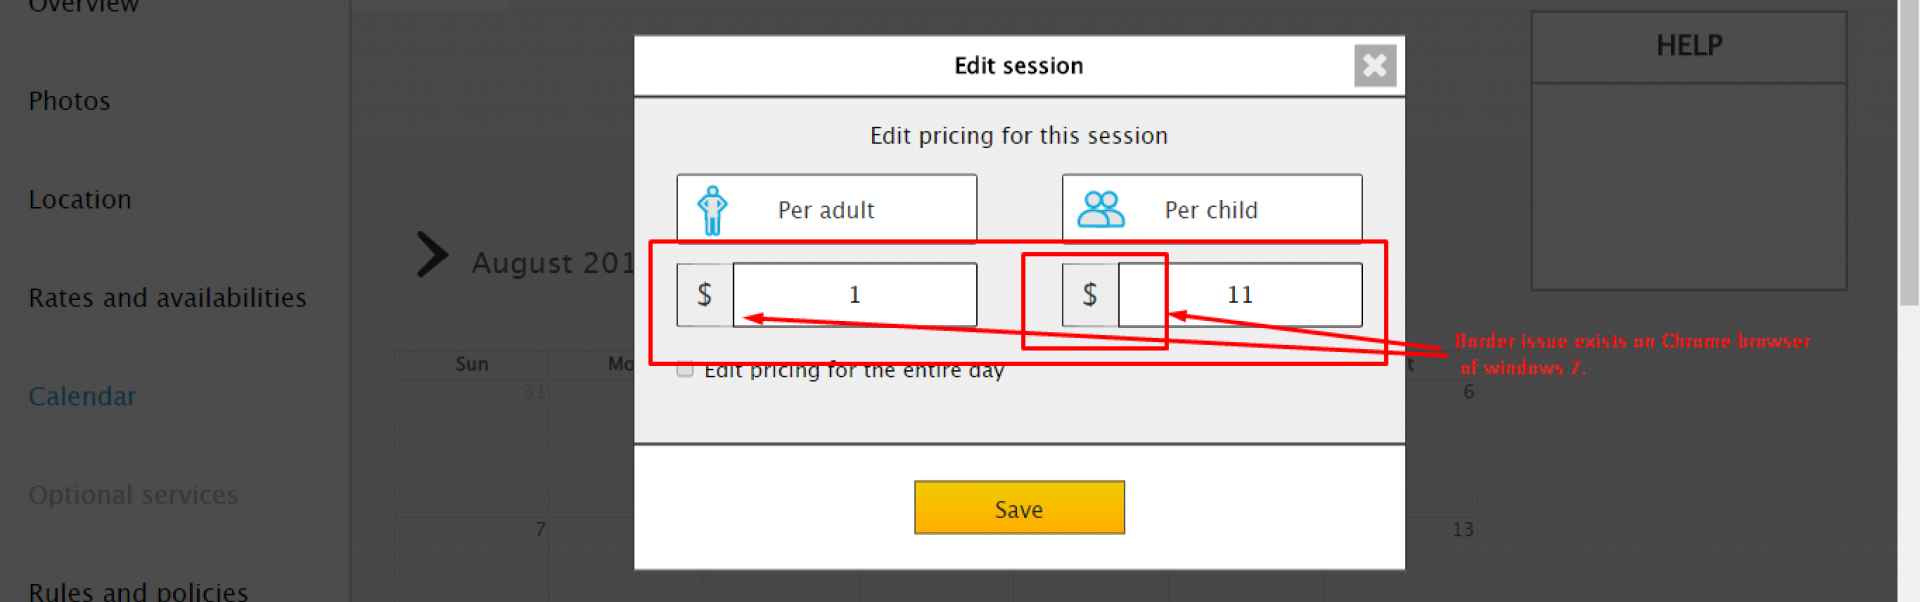 Overview
Photos
Location
Rates and availabilities
Calendar
Optional services
Rules and policies
August 201
Sun
Mo
31
7
t
6
13
HELP
Edit session
Edit pricing for this session
Per adult
Per child
$ 1
$ 11
Edit pricing for the entire day
Save
Border issue exists on Chrome browser
of windows 7.